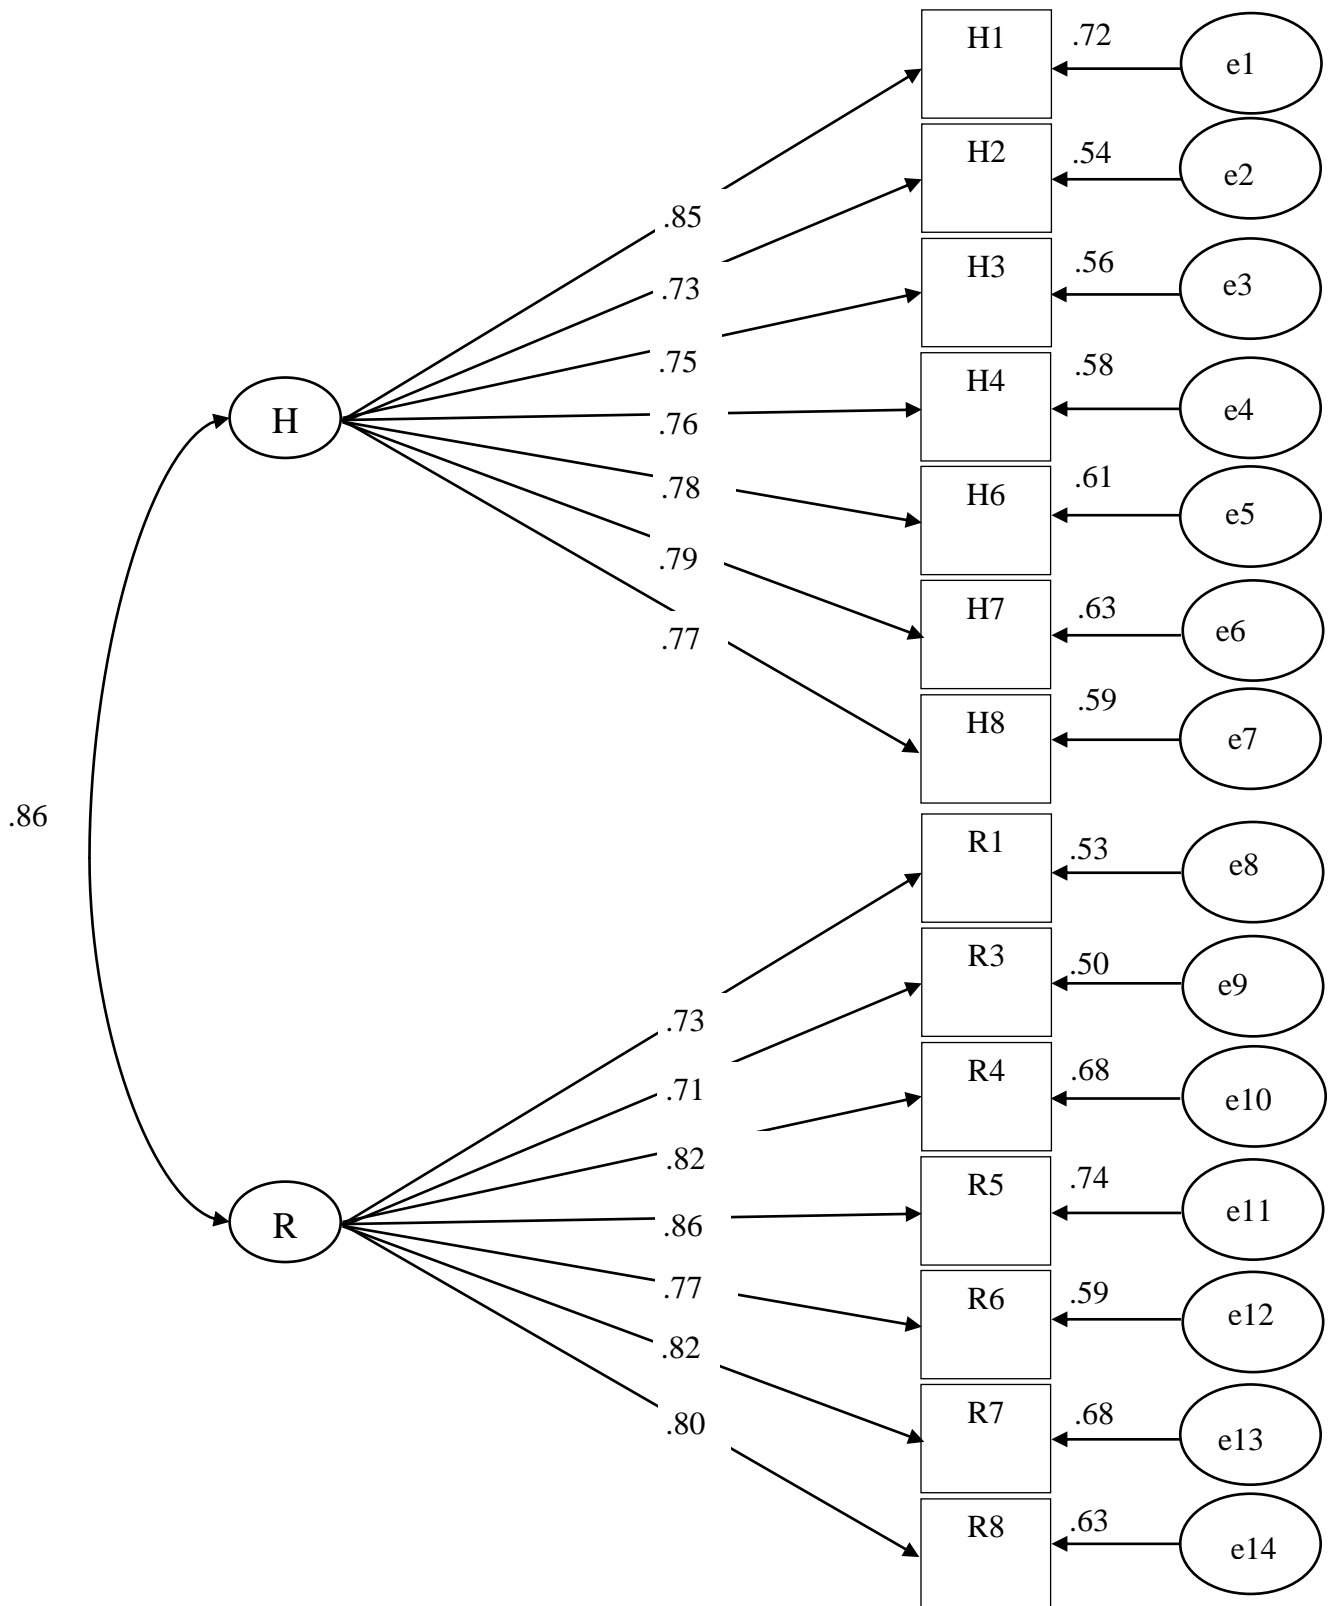 H1 .72 e1
H2 .54 e2
.85
H3 .56 e3
.73
.75
H4 .58 e4
H
.76
.78
H6 .61 e5
.79
H7 .63 e6
.77
H8 .59 e7
.86
R1 .53 e8
R3 .50 e9
.73
R4 .68 e10
.71
.82
R5 .74 e11
R
.86
.77
R6 .59 e12
.82
R7 .68 e13
.80
R8 .63 e14